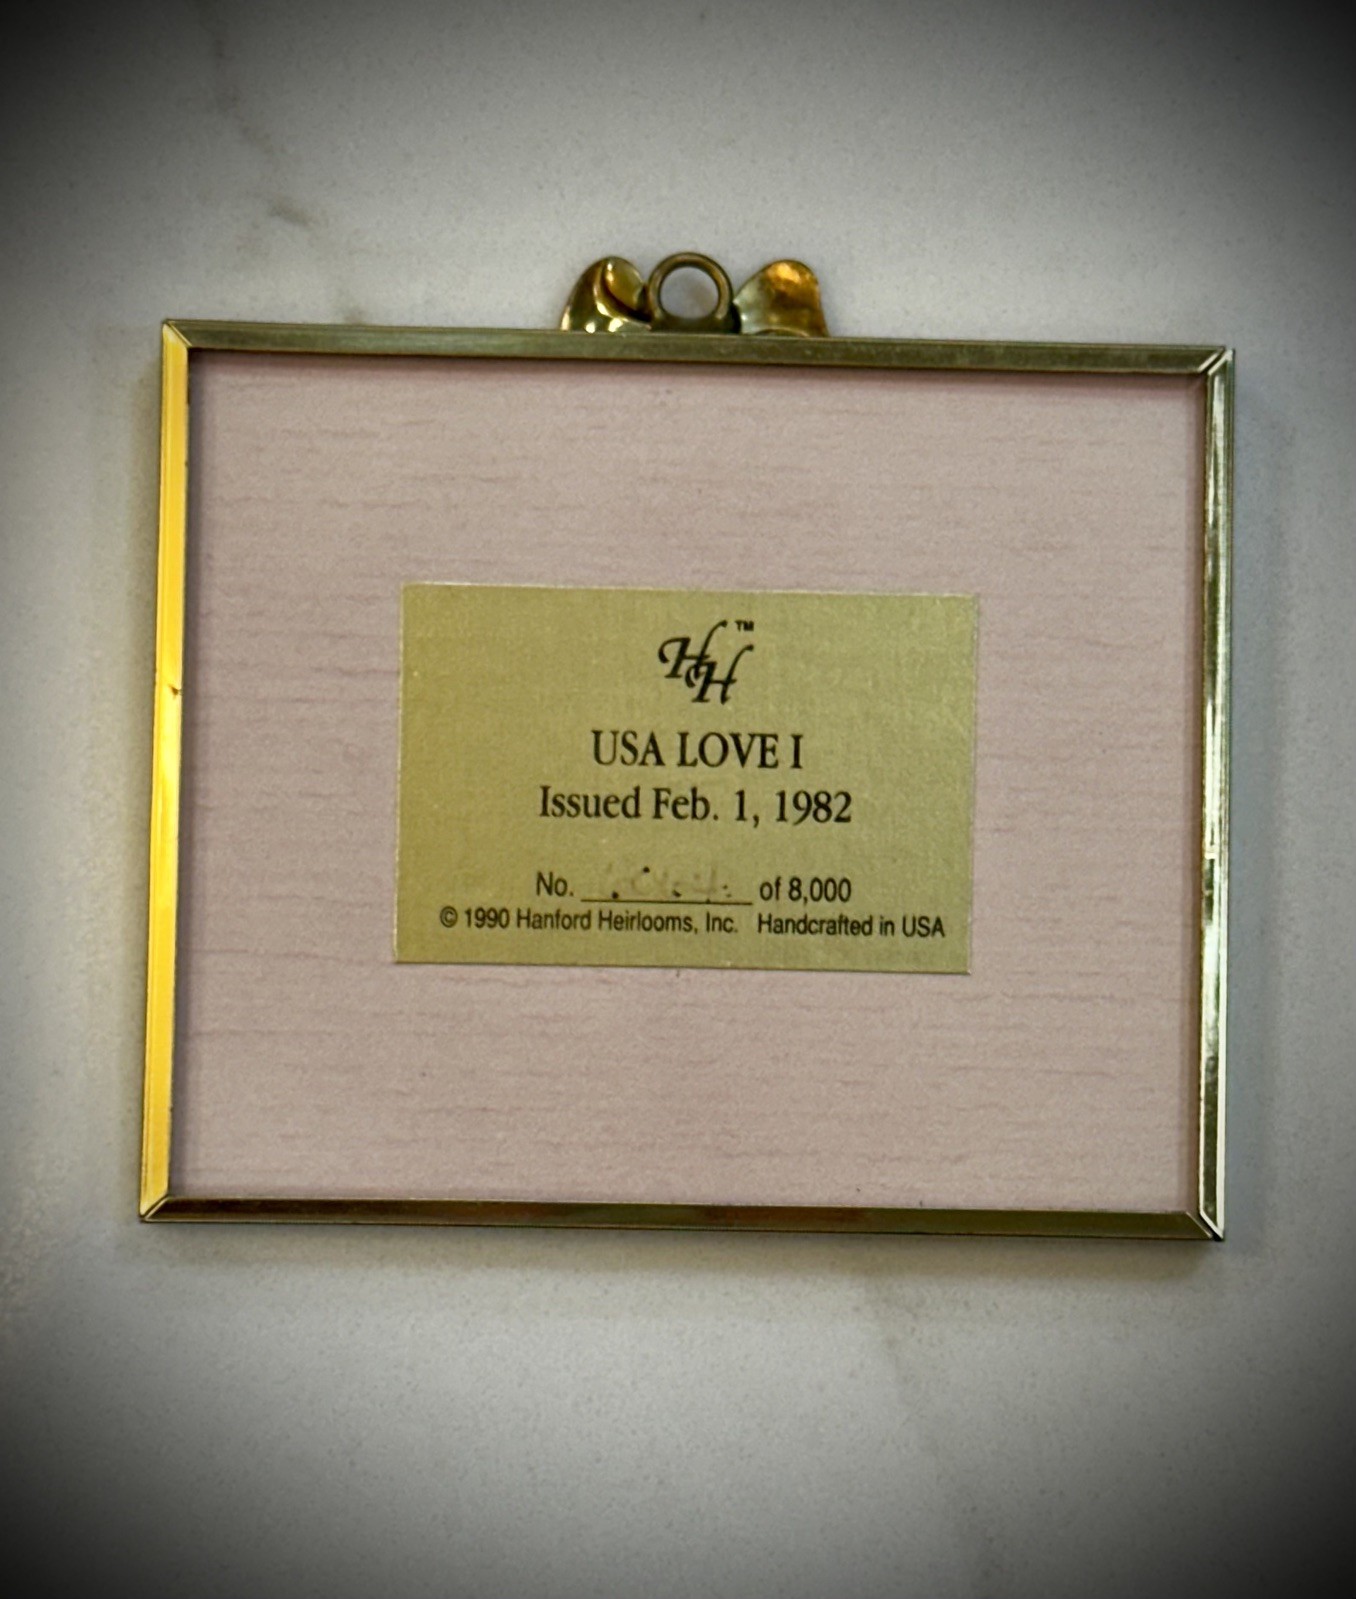 HH™
USA LOVE I
Issued Feb. 1, 1982
No. of 8,000
© 1990 Hanford Heirlooms, Inc. Handcrafted in USA